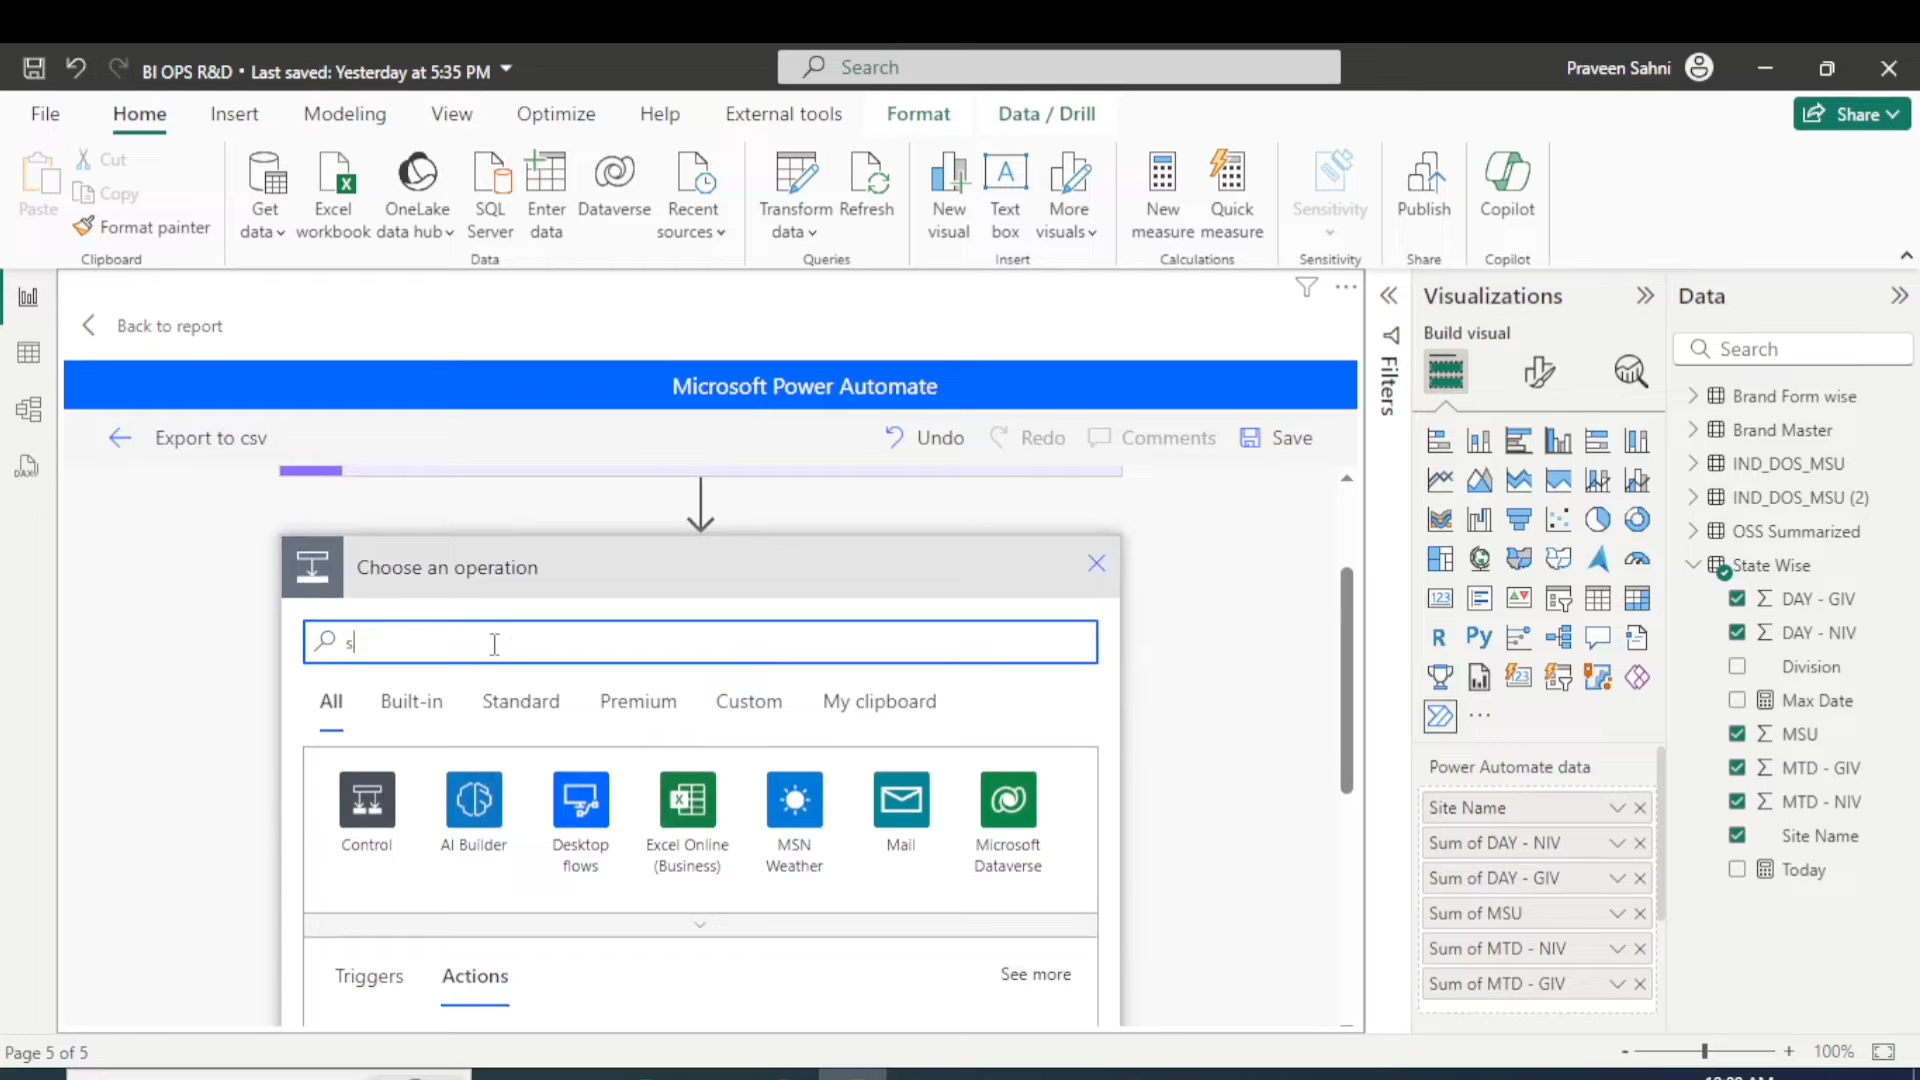 BI OPS R&D • Last saved: Yesterday at 5:35 PM
Search
Praveen Sahni
File
Home
Insert
Modeling
View
Optimize
Help
External tools
Format
Data / Drill
Share
Paste
Cut
Copy
Format painter
Clipboard
Get data
Excel workbook
OneLake data hub
SQL Server
Enter data
Dataverse
Recent sources
Data
Transform data
Refresh
Queries
New visual
Text box
More visuals
Insert
New measure
Quick measure
Calculations
Sensitivity
Sensitivity
Publish
Share
Copilot
Copilot
Back to report
Microsoft Power Automate
Export to csv
Undo
Redo
Comments
Save
Choose an operation
s
All
Built-in
Standard
Premium
Custom
My clipboard
Control
AI Builder
Desktop flows
Excel Online (Business)
MSN Weather
Mail
Microsoft Dataverse
Triggers
Actions
See more
Filters
Visualizations
Build visual
Power Automate data
Site Name
Sum of DAY - NIV
Sum of DAY - GIV
Sum of MSU
Sum of MTD - NIV
Sum of MTD - GIV
Data
Search
Brand Form wise
Brand Master
IND_DOS_MSU
IND_DOS_MSU (2)
OSS Summarized
State Wise
DAY - GIV
DAY - NIV
Division
Max Date
MSU
MTD - GIV
MTD - NIV
Site Name
Today
Page 5 of 5
100%